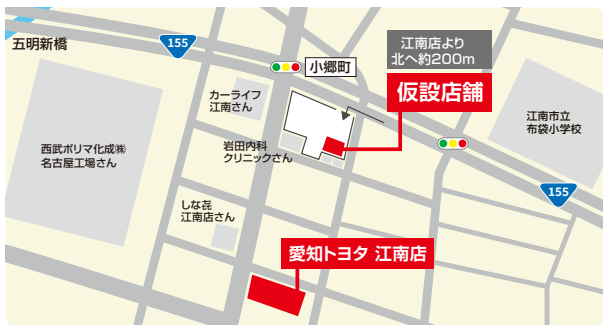 155
五明新橋
江南店より
北へ約200m
小郷町
仮設店舗
カーライフ
江南さん
江南市立
布袋小学校
西武ポリマ化成㈱
名古屋工場さん
岩田内科
クリニックさん
155
しな㐂
江南店さん
愛知トヨタ 江南店